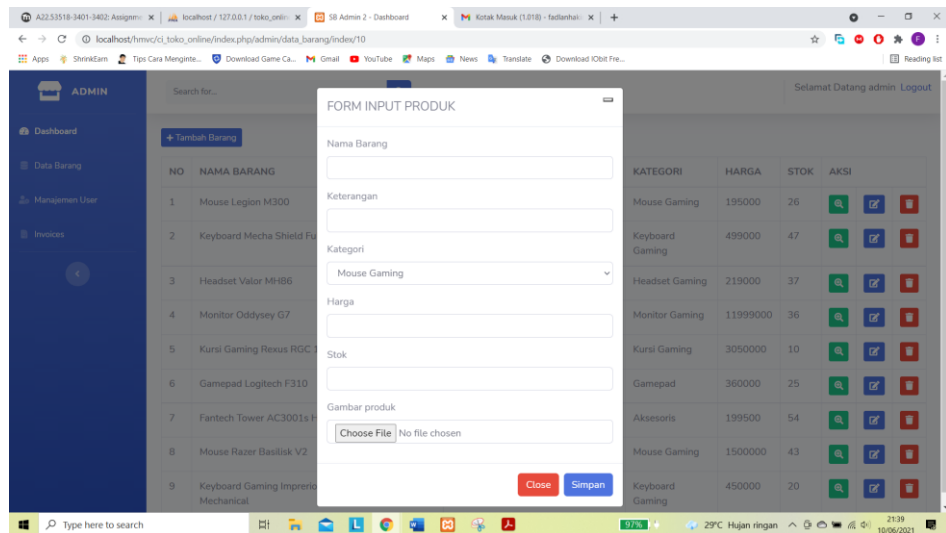 A22.53518-3401-3402: Assignme
localhost / 127.0.0.1 / toko_onlin
SB Admin 2 - Dashboard
Kotak Masuk (1.018) - fadlanhaki
localhost/hmvc/ci_toko_online/index.php/admin/data_barang/index/10
F
Apps ShrinkEarn Tips Cara Menginte... Download Game Ca... Gmail YouTube Maps News Translate Download IObit Fre... Reading list
ADMIN
Search for...
Selamat Datang admin Logout
Dashboard
Data Barang
Manajemen User
Invoices
+ Tambah Barang
NO NAMA BARANG KATEGORI HARGA STOK AKSI
1 Mouse Legion M300 Mouse Gaming 195000 26
2 Keyboard Mecha Shield Fu Keyboard Gaming 499000 47
3 Headset Valor MH86 Headset Gaming 219000 37
4 Monitor Oddysey G7 Monitor Gaming 11999000 36
5 Kursi Gaming Rexus RGC 1 Kursi Gaming 3050000 10
6 Gamepad Logitech F310 Gamepad 360000 25
7 Fantech Tower AC3001s H Aksesoris 199500 54
8 Mouse Razer Basilisk V2 Mouse Gaming 1500000 43
9 Keyboard Gaming Imperio Mechanical Keyboard Gaming 450000 20
FORM INPUT PRODUK
Nama Barang
Keterangan
Kategori
Mouse Gaming
Harga
Stok
Gambar produk
Choose File No file chosen
Close Simpan
Type here to search
97%
29°C Hujan ringan
21:39
10/06/2021